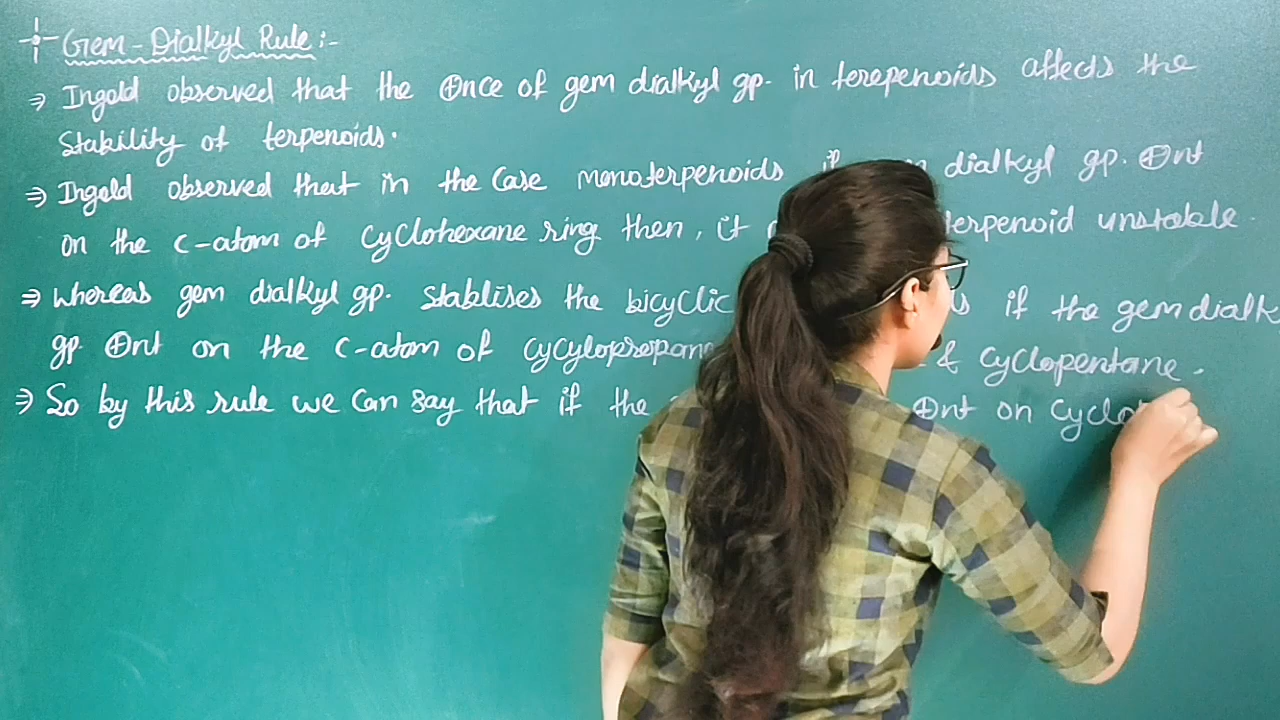 Gem-Dialkyl Rule :-
⇒ Ingold observed that the ⊕nce of gem dialkyl gp. in terepenoids affects the
Stability of terpenoids.
⇒ Ingold observed that in the Case monoterpenoids if dialkyl gp. ⊕nt
on the C-atom of Cyclohexane ring then, it terpenoid unstable.
⇒ Whereas gem dialkyl gp. stablises the bicyclic if the gem dialk
gp. ⊕nt on the C-atom of cycylopropane & Cyclopentane.
⇒ So by this rule we can say that if the ⊕nt on Cyclo